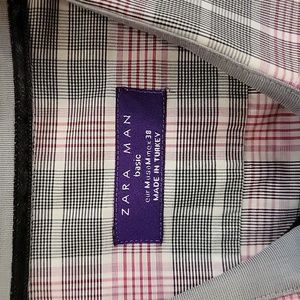 ZARA MAN
basic
eur M usa M mex 38
MADE IN TURKEY